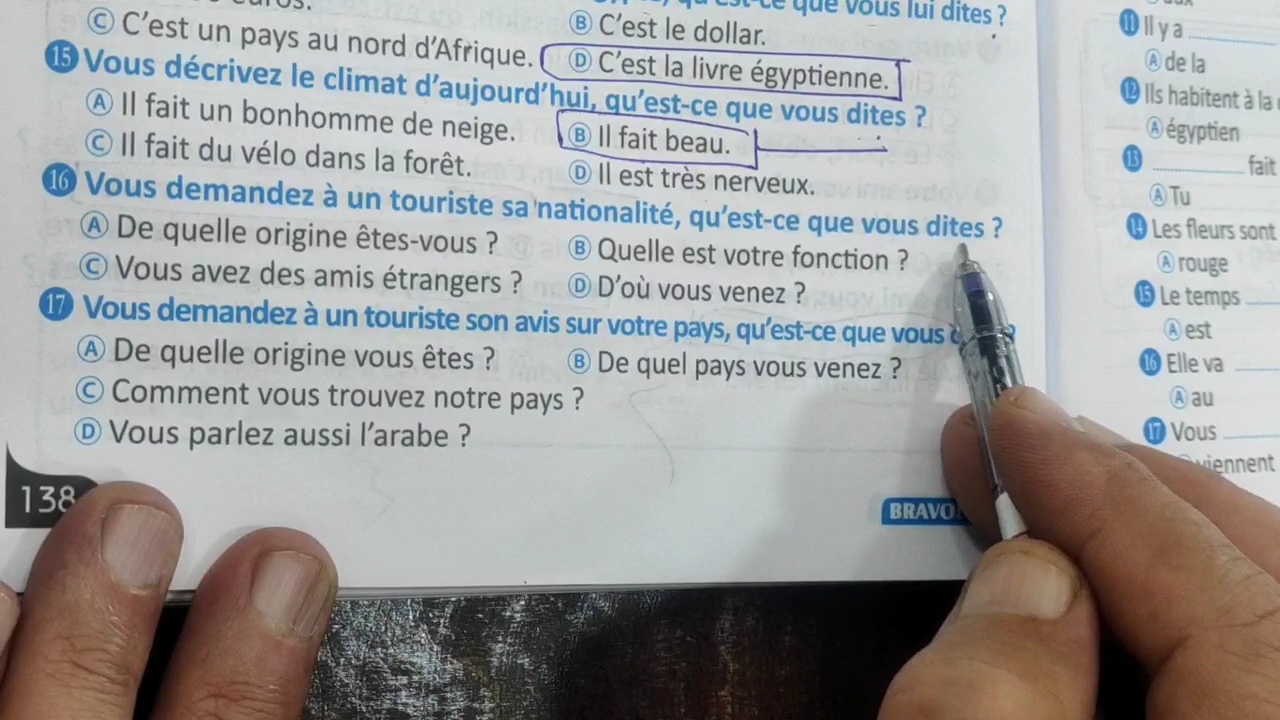 qu'est-ce que vous lui dites ?
Ⓒ C'est un pays au nord d'Afrique.
Ⓑ C'est le dollar.
Ⓓ C'est la livre égyptienne.
15 Vous décrivez le climat d'aujourd'hui, qu'est-ce que vous dites ?
Ⓐ Il fait un bonhomme de neige.
Ⓑ Il fait beau.
Ⓒ Il fait du vélo dans la forêt.
Ⓓ Il est très nerveux.
16 Vous demandez à un touriste sa nationalité, qu'est-ce que vous dites ?
Ⓐ De quelle origine êtes-vous ?
Ⓑ Quelle est votre fonction ?
Ⓒ Vous avez des amis étrangers ?
Ⓓ D'où vous venez ?
17 Vous demandez à un touriste son avis sur votre pays, qu'est-ce que vous
Ⓐ De quelle origine vous êtes ?
Ⓑ De quel pays vous venez ?
Ⓒ Comment vous trouvez notre pays ?
Ⓓ Vous parlez aussi l'arabe ?
138
BRAVO
11 Il y a
Ⓐ de la
12 Ils habitent à la
Ⓐ égyptien
13 fait
Ⓐ Tu
14 Les fleurs sont
Ⓐ rouge
15 Le temps
Ⓐ est
16 Elle va
Ⓐ au
17 Vous
viennent